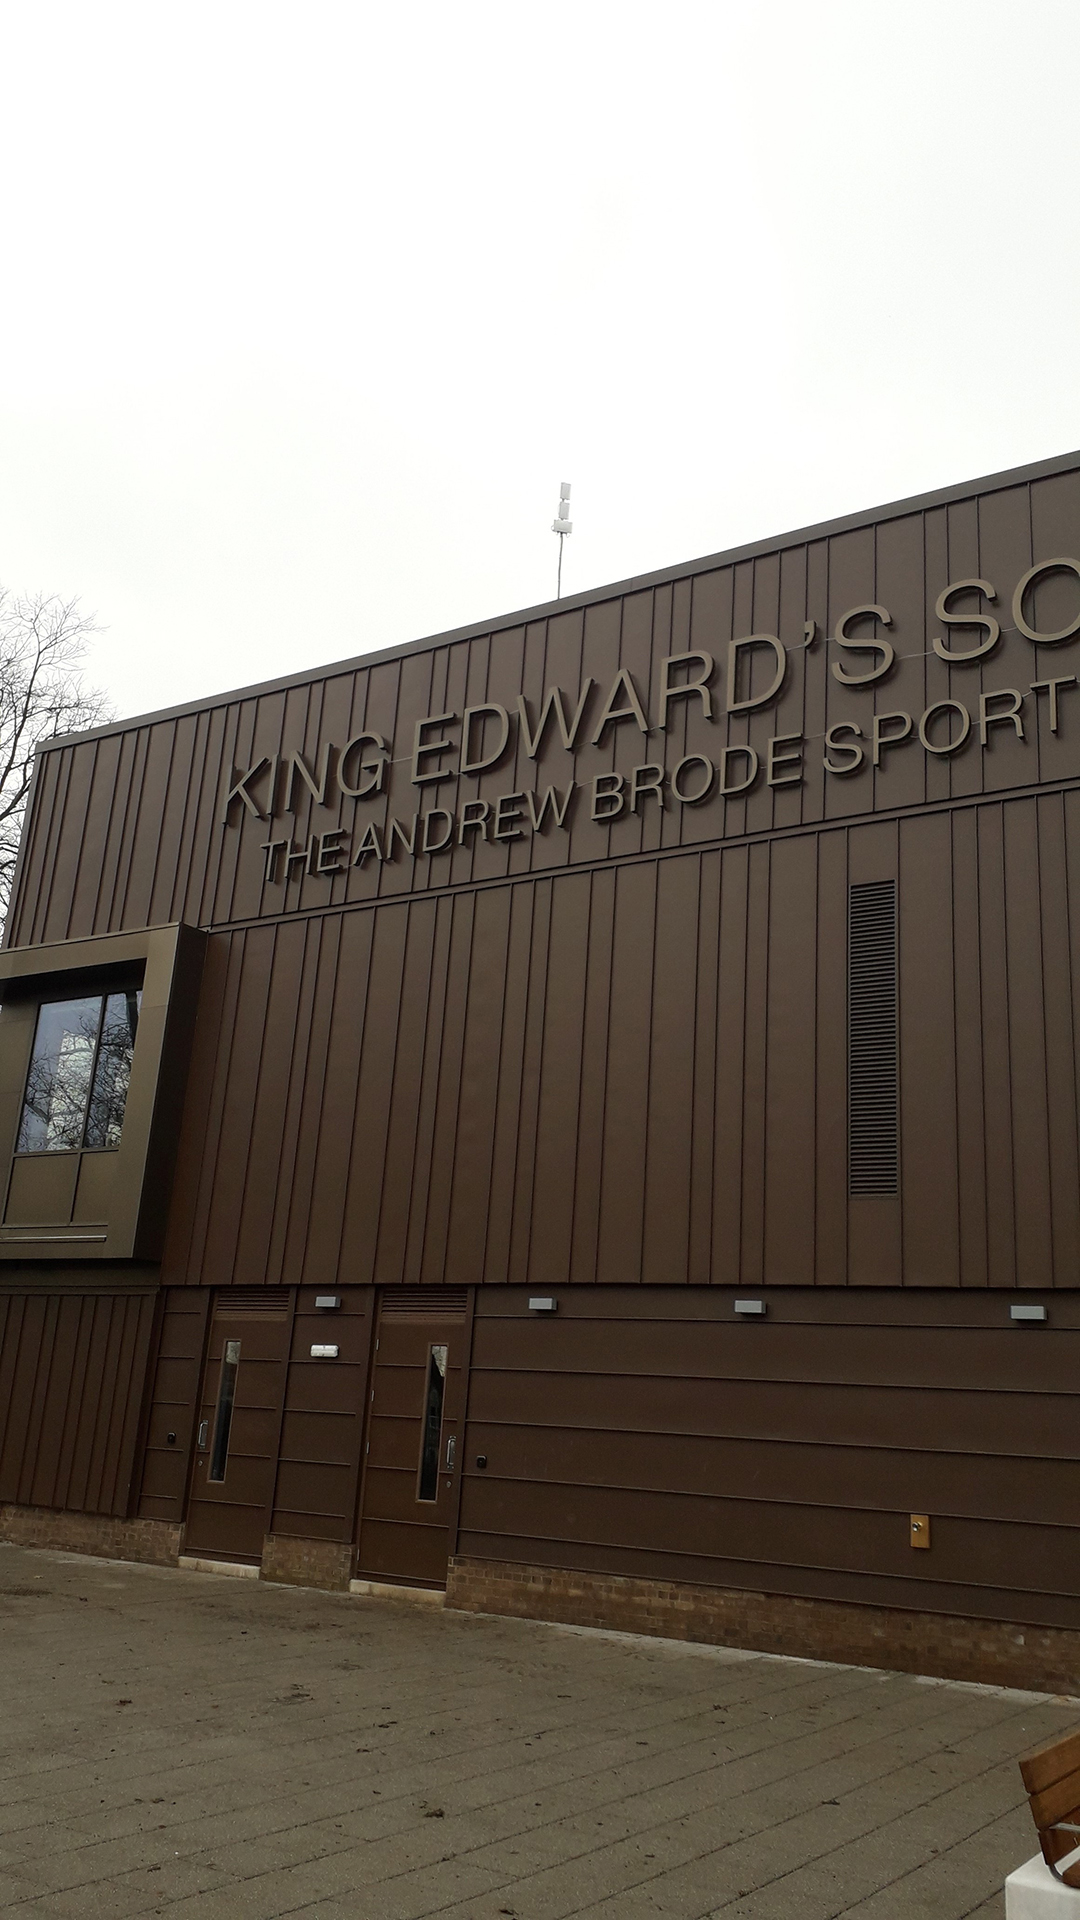 KING EDWARD'S SC
THE ANDREW BRODE SPORT